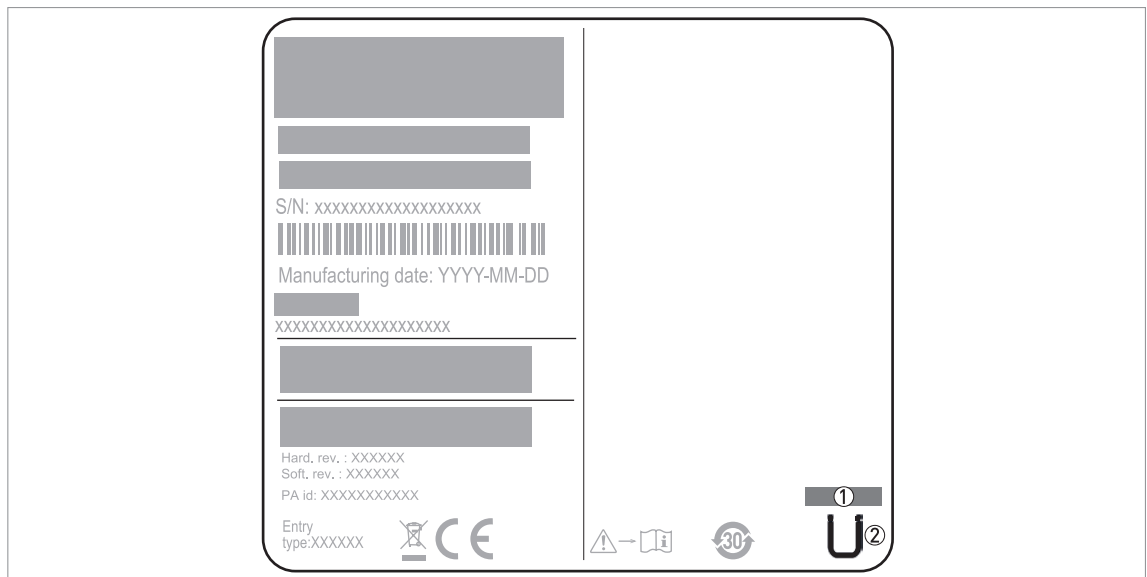 S/N: xxxxxxxxxxxxxxxxxxx
Manufacturing date: YYYY-MM-DD
XXXXXXXXXXXXXXXXXXXX
Hard. rev. : XXXXXX
Soft. rev. : XXXXXX
PA id: XXXXXXXXXXX
Entry
type:XXXXXX
CE
i
30
①
②